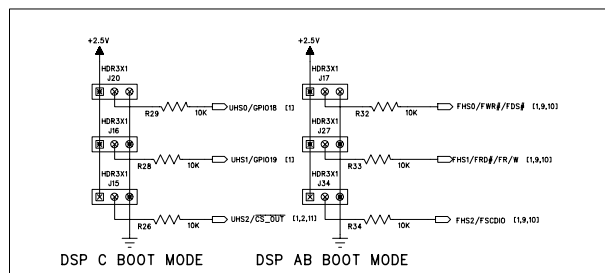 +2.5V
HDR3X1
J20
R29
10K
UHS0/GPIO18 [1]
HDR3X1
J16
R28
10K
UHS1/GPIO19 [1]
HDR3X1
J15
R26
10K
UHS2/CS_OUT [1,2,11]
DSP C BOOT MODE
+2.5V
HDR3X1
J17
R32
10K
FHS0/FWR#/FDS# [1,9,10]
HDR3X1
J27
R33
10K
FHS1/FRD#/FR/W [1,9,10]
HDR3X1
J34
R34
10K
FHS2/FSCDIO [1,9,10]
DSP AB BOOT MODE